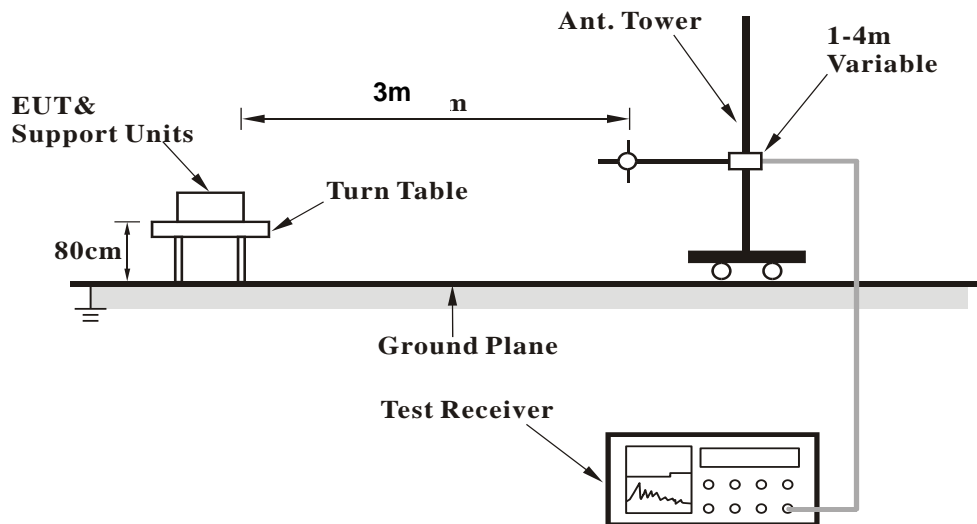 Ant. Tower
1-4m
Variable
3m
EUT&
Support Units
Turn Table
80cm
Ground Plane
Test Receiver